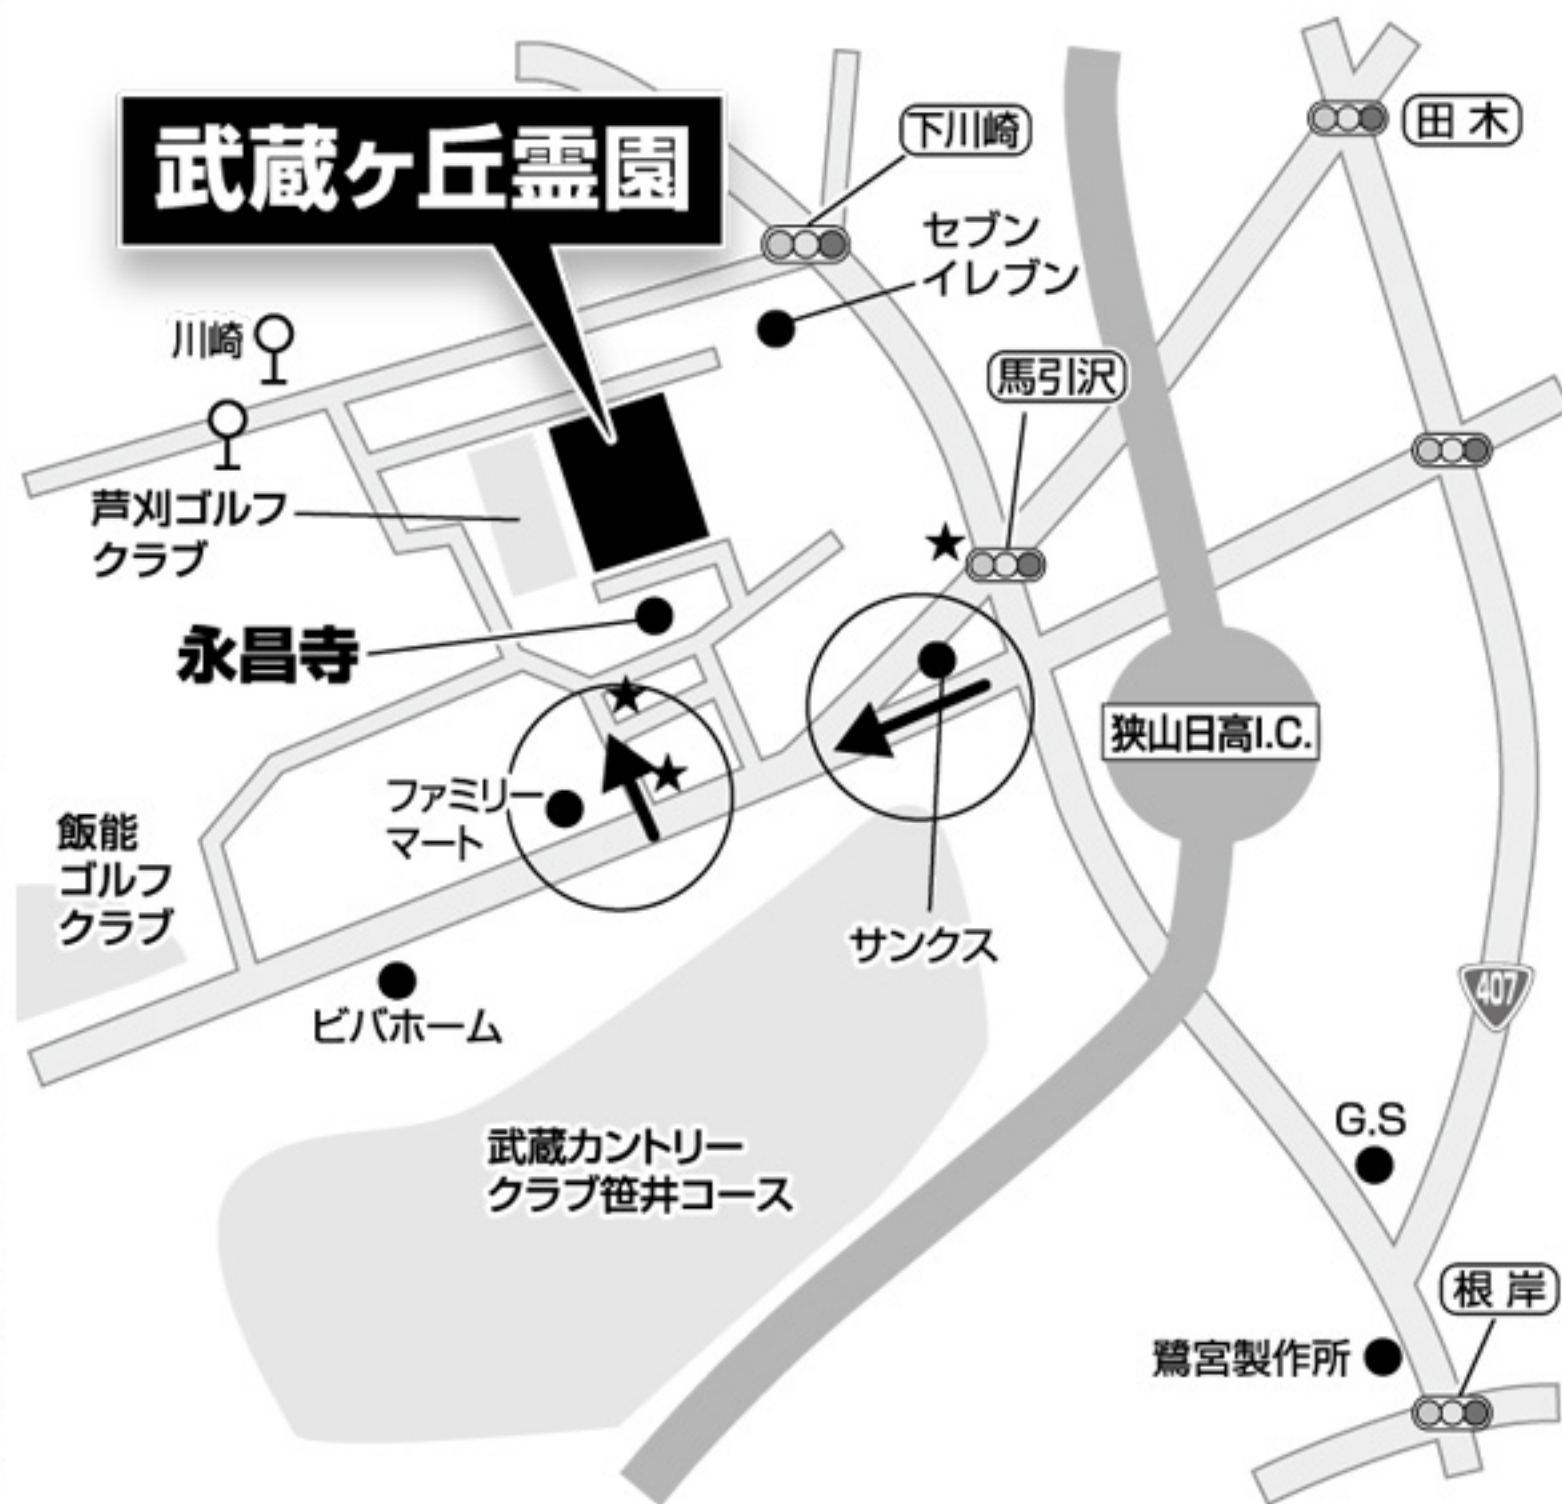 武蔵ヶ丘霊園
下川崎
田木
セブン
イレブン
川崎
馬引沢
芦刈ゴルフ
クラブ
永昌寺
狭山日高I.C.
ファミリー
マート
飯能
ゴルフ
クラブ
サンクス
ビバホーム
407
武蔵カントリー
クラブ笹井コース
G.S
根岸
鷺宮製作所